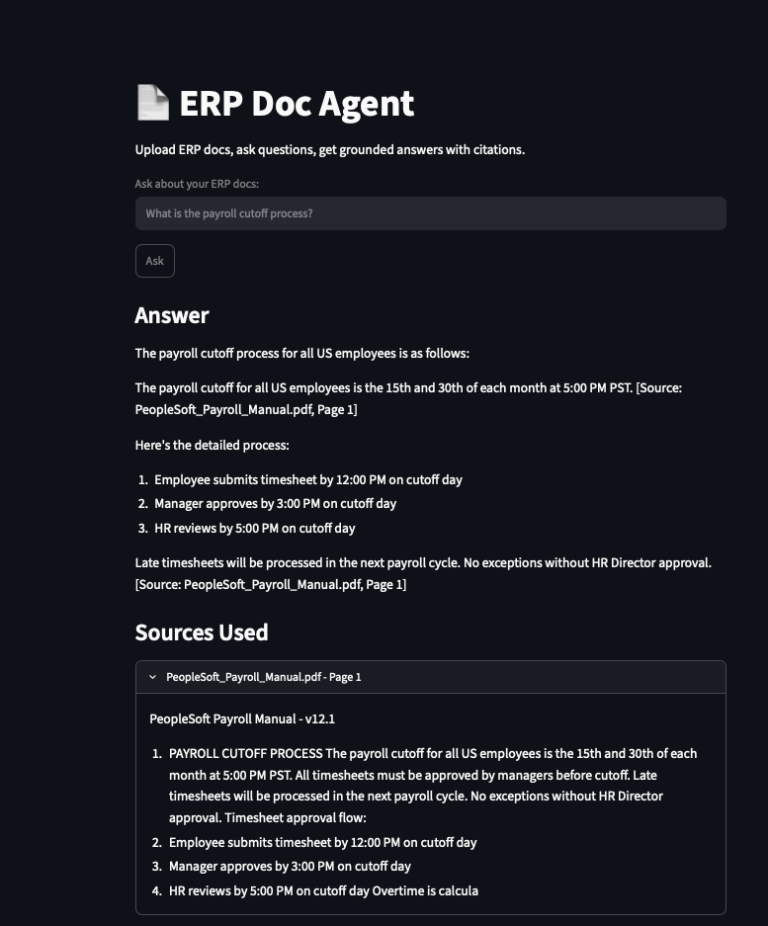 ERP Doc Agent
Upload ERP docs, ask questions, get grounded answers with citations.
Ask about your ERP docs:
What is the payroll cutoff process?
Ask
Answer
The payroll cutoff process for all US employees is as follows:
The payroll cutoff for all US employees is the 15th and 30th of each month at 5:00 PM PST. [Source:
PeopleSoft_Payroll_Manual.pdf, Page 1]
Here's the detailed process:
1. Employee submits timesheet by 12:00 PM on cutoff day
2. Manager approves by 3:00 PM on cutoff day
3. HR reviews by 5:00 PM on cutoff day
Late timesheets will be processed in the next payroll cycle. No exceptions without HR Director approval.
[Source: PeopleSoft_Payroll_Manual.pdf, Page 1]
Sources Used
PeopleSoft_Payroll_Manual.pdf - Page 1
PeopleSoft Payroll Manual - v12.1
1. PAYROLL CUTOFF PROCESS The payroll cutoff for all US employees is the 15th and 30th of each
month at 5:00 PM PST. All timesheets must be approved by managers before cutoff. Late
timesheets will be processed in the next payroll cycle. No exceptions without HR Director
approval. Timesheet approval flow:
2. Employee submits timesheet by 12:00 PM on cutoff day
3. Manager approves by 3:00 PM on cutoff day
4. HR reviews by 5:00 PM on cutoff day Overtime is calcula